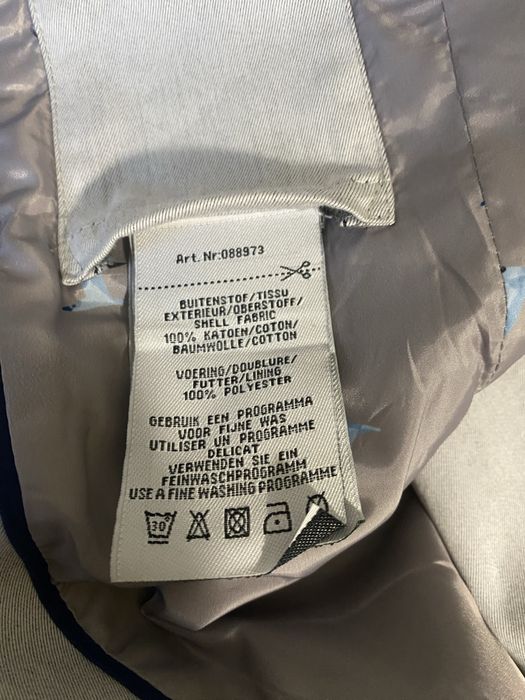 Art. Nr:088973
BUITENSTOF/TISSU
EXTERIEUR/OBERSTOFF/
SHELL FABRIC
100% KATOEN/COTON/
BAUMWOLLE/COTTON
VOERING/DOUBLURE/
FUTTER/LINING
100% POLYESTER
GEBRUIK EEN PROGRAMMA
VOOR FIJNE WAS
UTILISER UN PROGRAMME
DELICAT
VERWENDEN SIE EIN
FEINWASCHPROGRAMM
USE A FINE WASHING PROGRAMME
30°